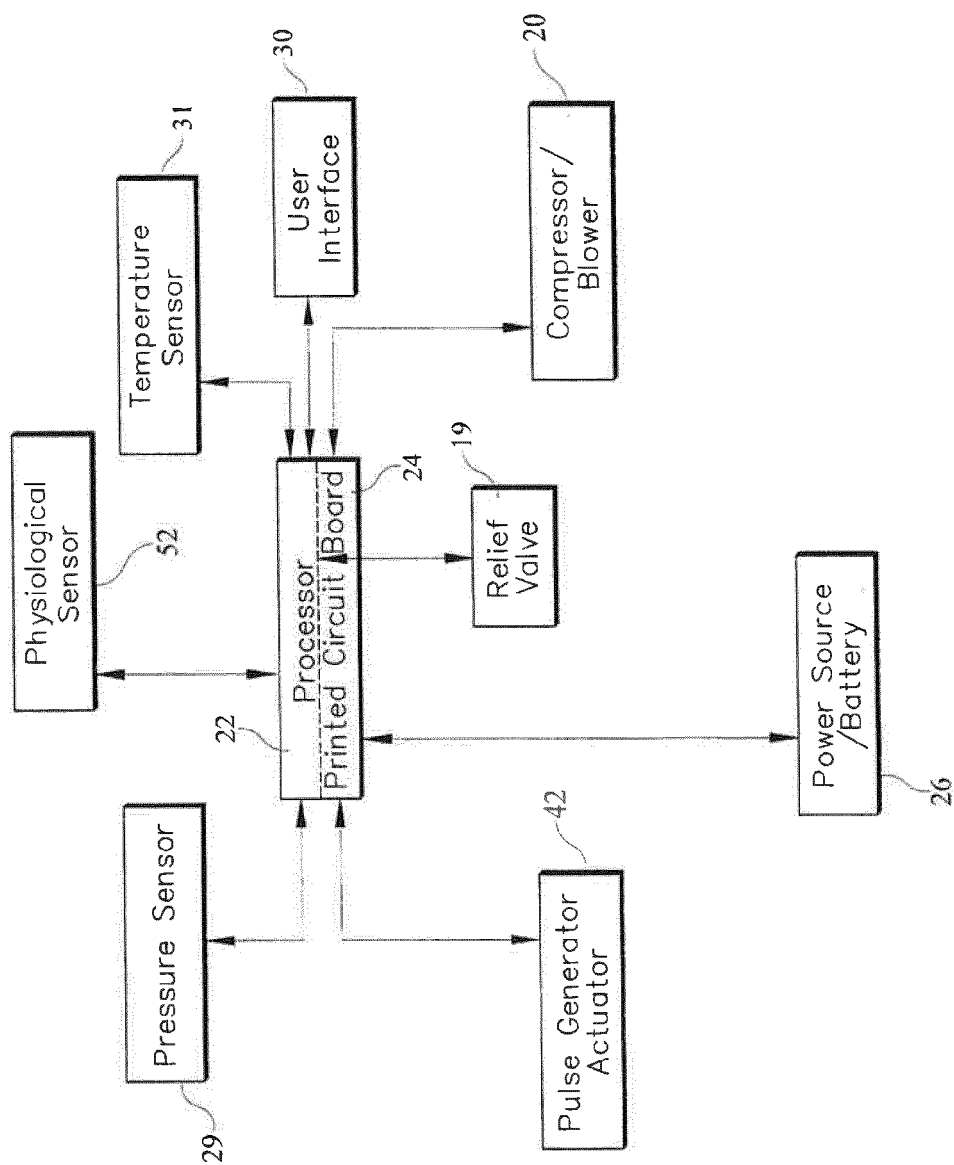 29
Pressure Sensor
52
Physiological
Sensor
31
Temperature
Sensor
30
User
Interface
22
Processor
Printed Circuit Board
24
19
Relief
Valve
20
Compressor/
Blower
42
Pulse Generator
Actuator
26
Power Source
/Battery